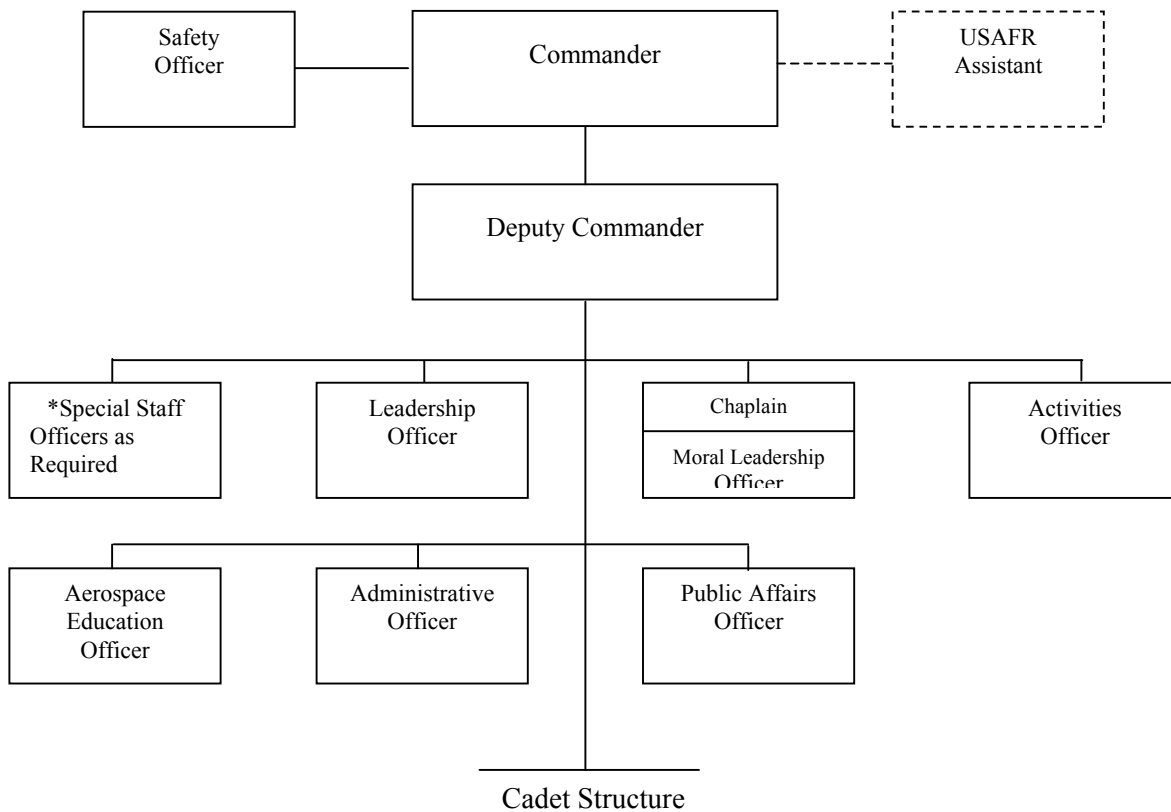 Safety
Officer
Commander
USAFR
Assistant
Deputy Commander
*Special Staff
Officers as
Required
Leadership
Officer
Chaplain
Moral Leadership
Officer
Activities
Officer
Aerospace
Education
Officer
Administrative
Officer
Public Affairs
Officer
Cadet Structure